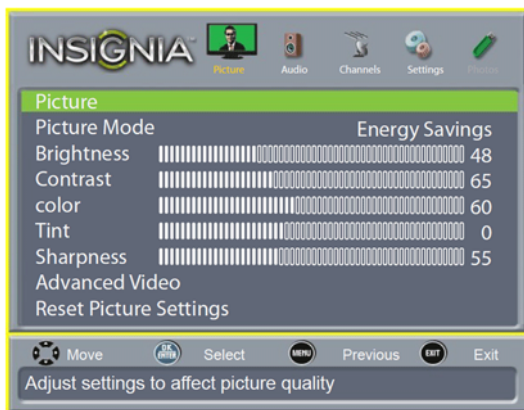 INSIGNIA
Picture Audio Channels Settings Photos
Picture
Picture Mode Energy Savings
Brightness 48
Contrast 65
color 60
Tint 0
Sharpness 55
Advanced Video
Reset Picture Settings
Move OK ENTER Select MENU Previous EXIT Exit
Adjust settings to affect picture quality